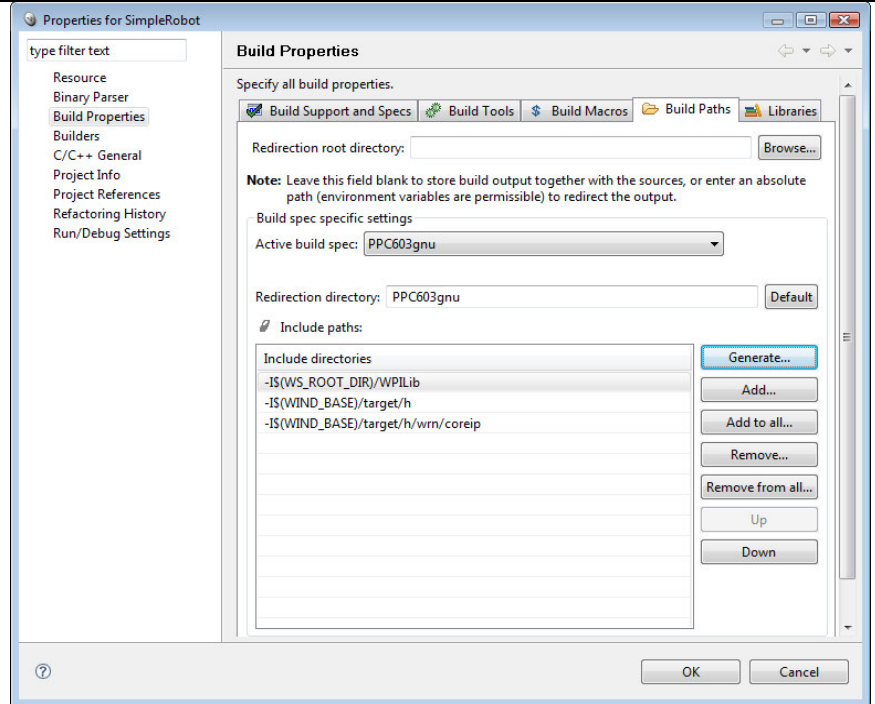 Properties for SimpleRobot
type filter text
Resource
Binary Parser
Build Properties
Builders
C/C++ General
Project Info
Project References
Refactoring History
Run/Debug Settings
Build Properties
Specify all build properties.
Build Support and Specs
Build Tools
$ Build Macros
Build Paths
Libraries
Redirection root directory:
Browse...
Note: Leave this field blank to store build output together with the sources, or enter an absolute
path (environment variables are permissible) to redirect the output.
Build spec specific settings
Active build spec: PPC603gnu
Redirection directory: PPC603gnu
Default
Include paths:
Include directories
-I$(WS_ROOT_DIR)/WPILib
-I$(WIND_BASE)/target/h
-I$(WIND_BASE)/target/h/wrn/coreip
Generate...
Add...
Add to all...
Remove...
Remove from all...
Up
Down
?
OK
Cancel